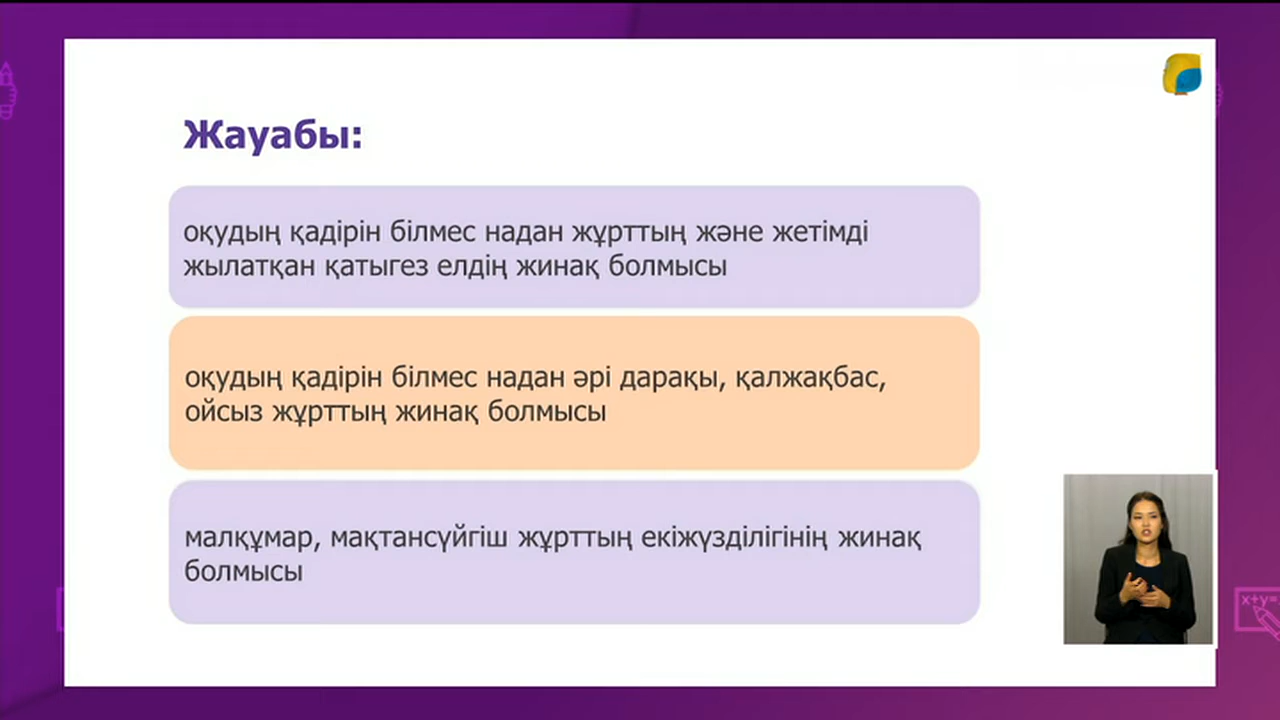 Жауабы:
оқудың қадірін білмес надан жұрттың және жетімді
жылатқан қатыгез елдің жинақ болмысы
оқудың қадірін білмес надан әрі дарақы, қалжақбас,
ойсыз жұрттың жинақ болмысы
малқұмар, мақтансүйгіш жұрттың екіжүзділігінің жинақ
болмысы
x+y=